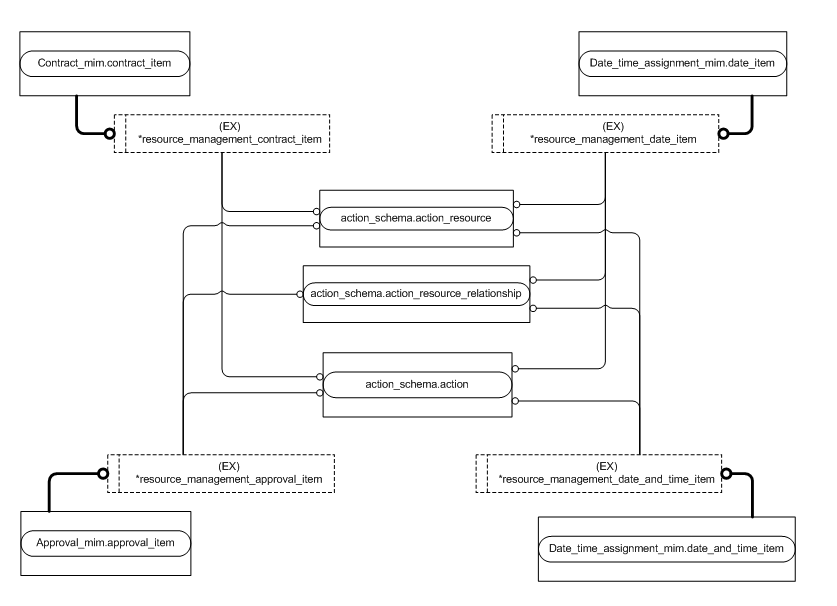 Contract_mim.contract_item
Date_time_assignment_mim.date_item
(EX)
*resource_management_contract_item
(EX)
*resource_management_date_item
action_schema.action_resource
action_schema.action_resource_relationship
action_schema.action
(EX)
*resource_management_approval_item
(EX)
*resource_management_date_and_time_item
Approval_mim.approval_item
Date_time_assignment_mim.date_and_time_item